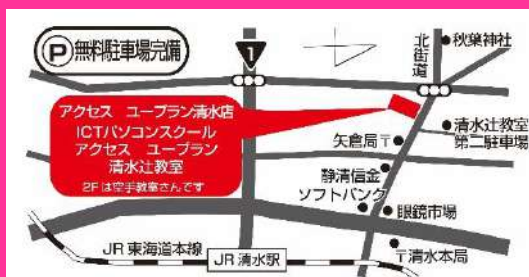 Ⓟ無料駐車場完備
1
北街道
秋葉神社
アクセス ユープラン清水店
ICTパソコンスクール
アクセス ユープラン
清水辻教室
2Fは空手教室さんです
矢倉局〒
清水辻教室
第二駐車場
静清信金
ソフトバンク
眼鏡市場
JR東海道本線
JR清水駅
〒清水本局